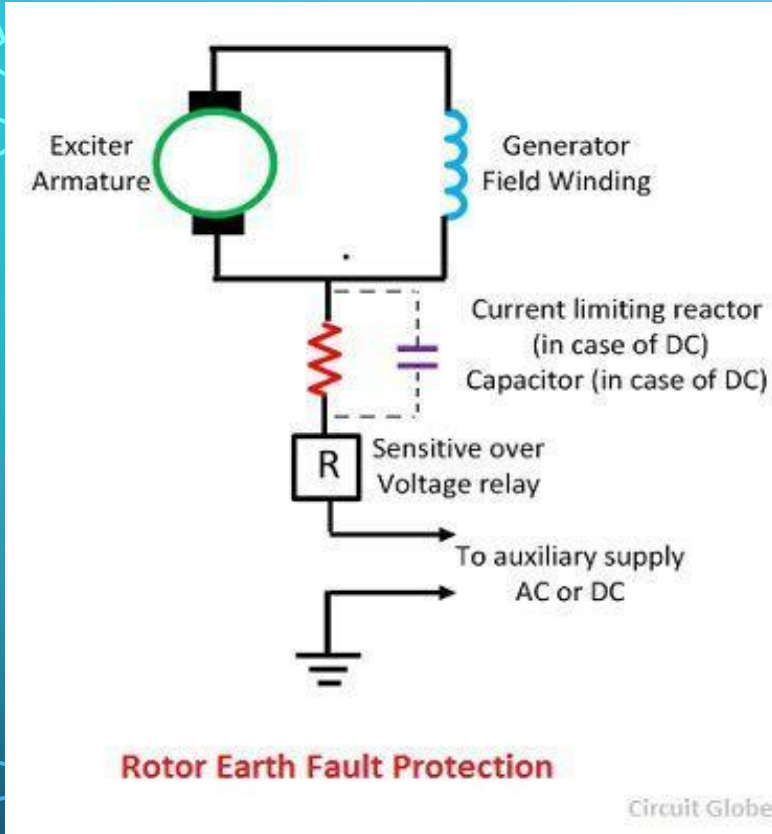 Exciter
Armature
Generator
Field Winding
Current limiting reactor
(in case of DC)
Capacitor (in case of DC)
R
Sensitive over
Voltage relay
To auxiliary supply
AC or DC
Rotor Earth Fault Protection
Circuit Globe